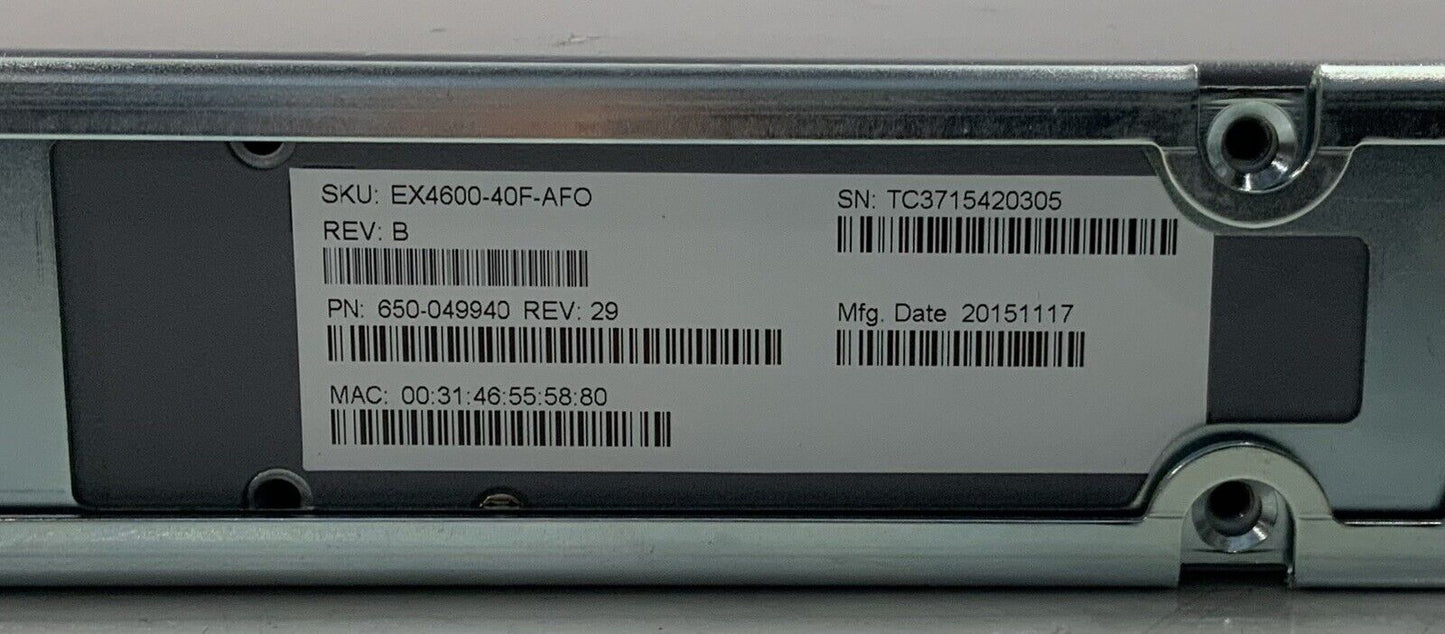 SKU: EX4600-40F-AFO
REV: B
PN: 650-049940 REV: 29
MAC: 00:31:46:55:58:80
SN: TC3715420305
Mfg. Date 20151117